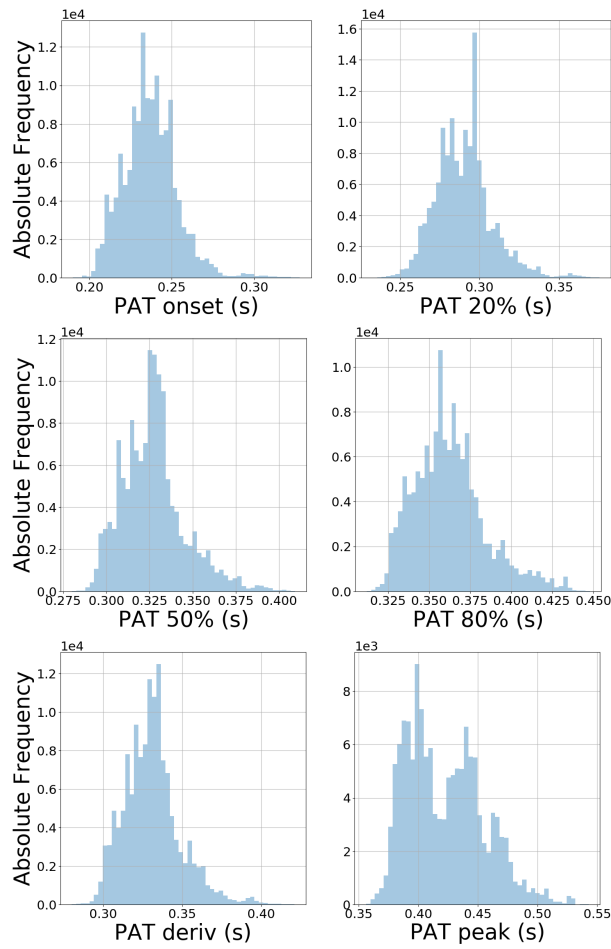 1e4
1e4
Absolute Frequency
1.2
1.0
0.8
0.6
0.4
0.2
0.0
1.6
1.4
1.2
1.0
0.8
0.6
0.4
0.2
0.0
0.20 0.25 0.30
0.25 0.30 0.35
PAT onset (s)
PAT 20% (s)
1e4
1e4
Absolute Frequency
1.2
1.0
0.8
0.6
0.4
0.2
0.0
1.0
0.8
0.6
0.4
0.2
0.0
0.275 0.300 0.325 0.350 0.375 0.400
0.325 0.350 0.375 0.400 0.425 0.450
PAT 50% (s)
PAT 80% (s)
1e4
1e3
Absolute Frequency
1.2
1.0
0.8
0.6
0.4
0.2
0.0
8
6
4
2
0
0.30 0.35 0.40
0.35 0.40 0.45 0.50 0.55
PAT deriv (s)
PAT peak (s)